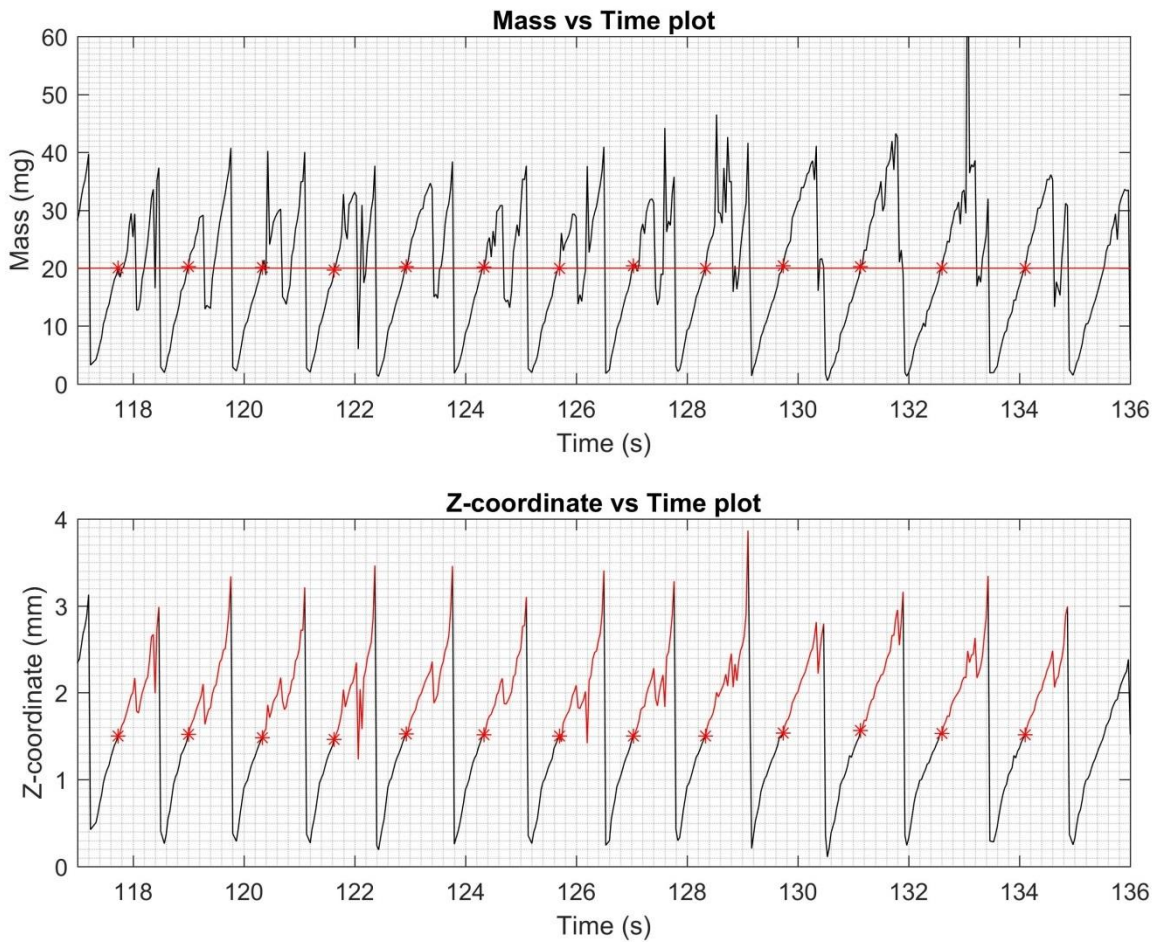 Mass vs Time plot
60
50
40
30
20
10
0
Mass (mg)
118 120 122 124 126 128 130 132 134 136
Time (s)
Z-coordinate vs Time plot
4
3
2
1
0
Z-coordinate (mm)
118 120 122 124 126 128 130 132 134 136
Time (s)